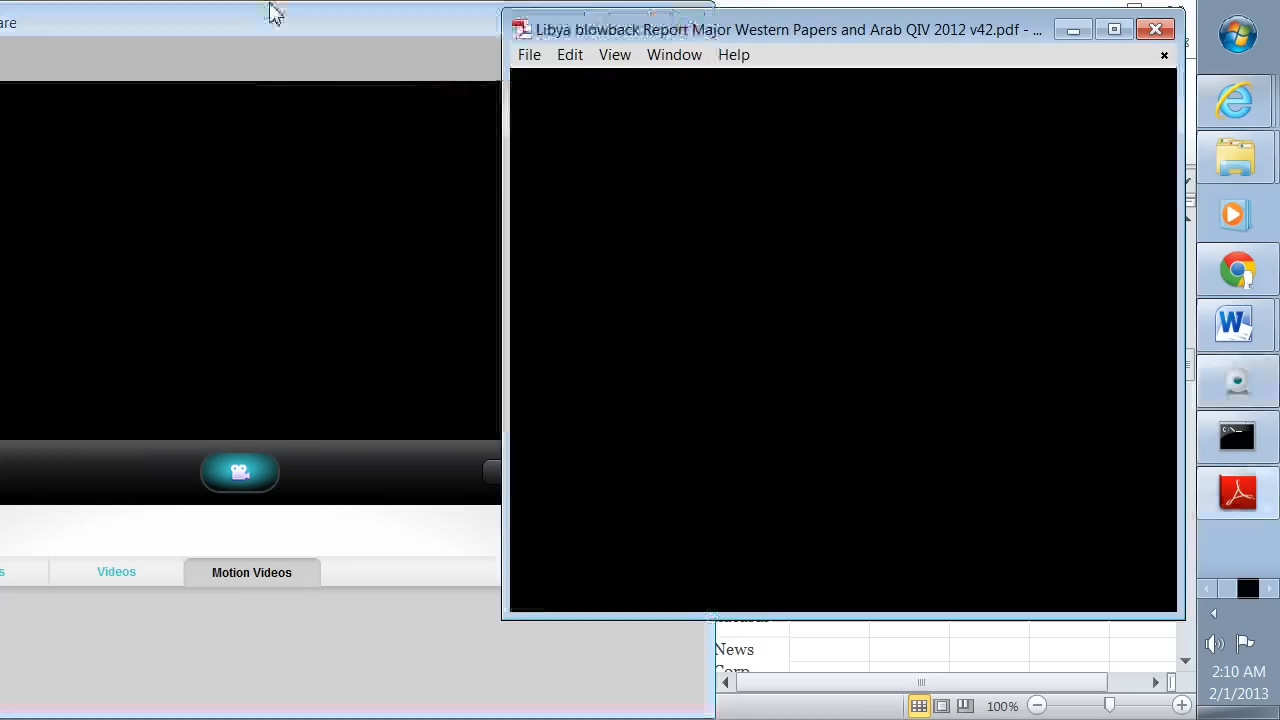 are
Libya blowback Report Major Western Papers and Arab QIV 2012 v42.pdf - ...
File Edit View Window Help
s Videos Motion Videos
News
100%
2:10 AM
2/1/2013